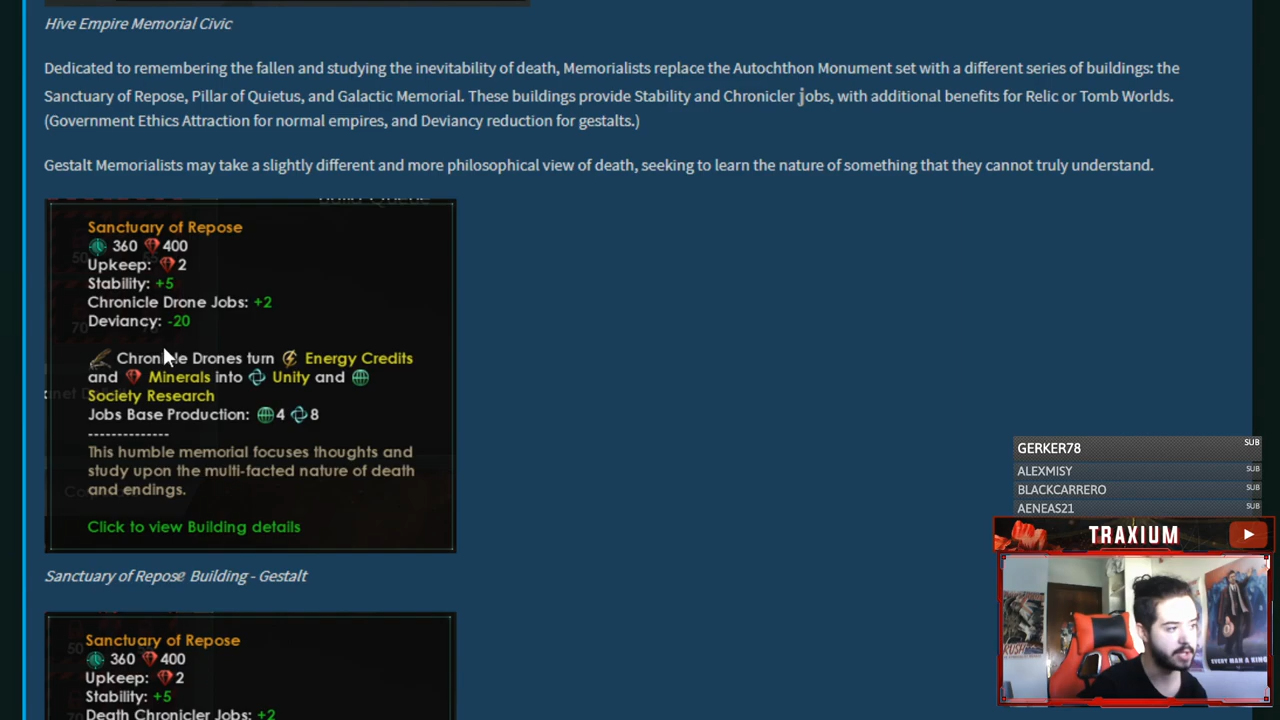 Hive Empire Memorial Civic
Dedicated to remembering the fallen and studying the inevitability of death, Memorialists replace the Autochthon Monument set with a different series of buildings: the
Sanctuary of Repose, Pillar of Quietus, and Galactic Memorial. These buildings provide Stability and Chronicler jobs, with additional benefits for Relic or Tomb Worlds.
(Government Ethics Attraction for normal empires, and Deviancy reduction for gestalts.)
Gestalt Memorialists may take a slightly different and more philosophical view of death, seeking to learn the nature of something that they cannot truly understand.
Sanctuary of Repose
360 400
Upkeep: 2
Stability: +5
Chronicle Drone Jobs: +2
Deviancy: -20
Chronicle Drones turn Energy Credits
and Minerals into Unity and
Society Research
Jobs Base Production: 4 8
--------------
This humble memorial focuses thoughts and
study upon the multi-facted nature of death
and endings.
Click to view Building details
Sanctuary of Repose Building - Gestalt
Sanctuary of Repose
360 400
Upkeep: 2
Stability: +5
Death Chronicler Jobs: +2
GERKER78 SUB
ALEXMISY SUB
BLACKCARRERO SUB
AENEAS21 SUB
TRAXIUM
EVERY MAN A KING